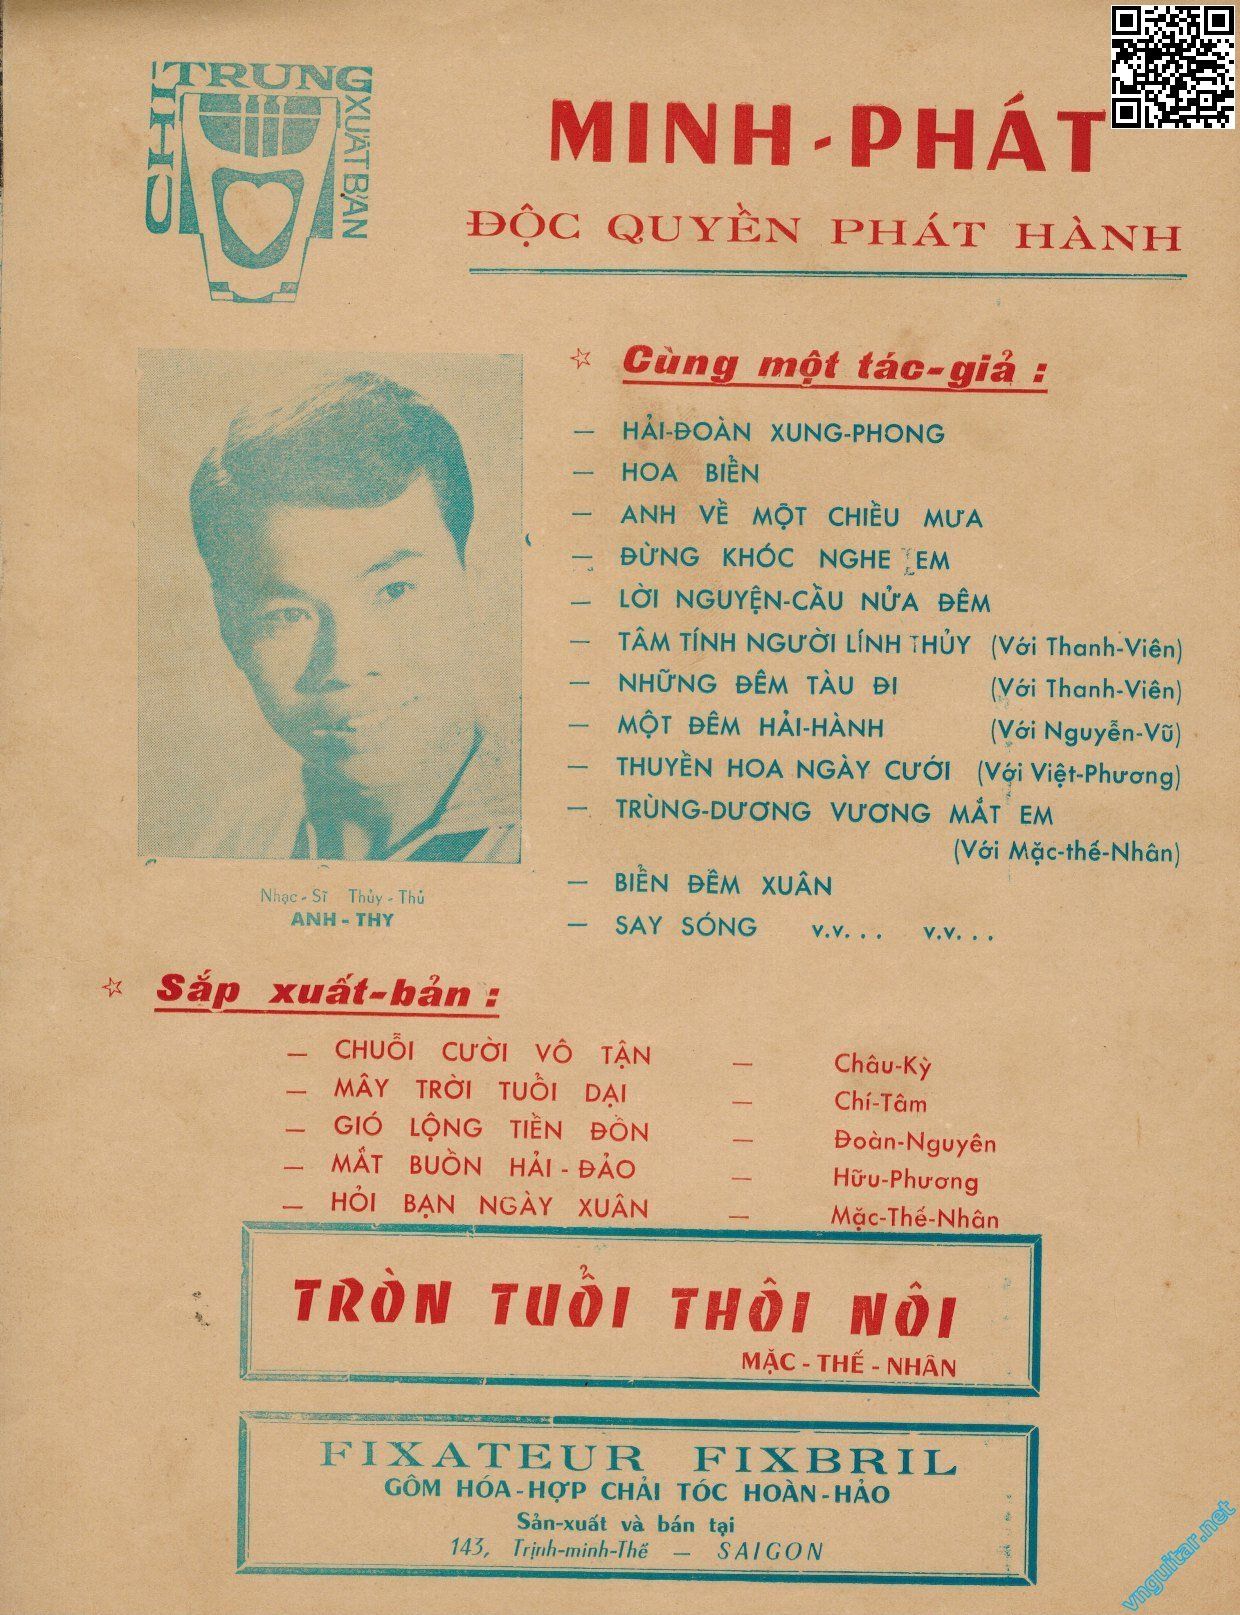 CHÍ TRUNG XUẤT BẢN
MINH - PHÁT
ĐỘC QUYỀN PHÁT HÀNH
☆ Cùng một tác-giả :
— HẢI-ĐOÀN XUNG-PHONG
— HOA BIỂN
— ANH VỀ MỘT CHIỀU MƯA
— ĐỪNG KHÓC NGHE EM
— LỜI NGUYỆN-CẦU NỬA ĐÊM
— TÂM TÍNH NGƯỜI LÍNH THỦY (Với Thanh-Viên)
— NHỮNG ĐÊM TÀU ĐI (Với Thanh-Viên)
— MỘT ĐÊM HẢI-HÀNH (Với Nguyễn-Vũ)
— THUYỀN HOA NGÀY CƯỚI (Với Việt-Phương)
— TRÙNG-DƯƠNG VƯƠNG MẮT EM
(Với Mặc-thế-Nhân)
— BIỂN ĐÊM XUÂN
— SAY SÓNG v.v. . . v.v. . .
Nhạc - Sĩ Thủy - Thủ
ANH - THY
☆ Sắp xuất-bản :
— CHUỖI CƯỜI VÔ TẬN — Châu-Kỳ
— MÂY TRỜI TUỔI DẠI — Chí-Tâm
— GIÓ LỘNG TIỀN ĐỒN — Đoàn-Nguyên
— MẮT BUỒN HẢI - ĐẢO — Hữu-Phương
— HỎI BẠN NGÀY XUÂN — Mặc-Thế-Nhân
TRÒN TUỔI THÔI NÔI
MẶC - THẾ - NHÂN
FIXATEUR FIXBRIL
GÔM HÓA-HỢP CHẢI TÓC HOÀN-HẢO
Sản-xuất và bán tại
143, Trịnh-minh-Thế — SAIGON
vnguitar.net